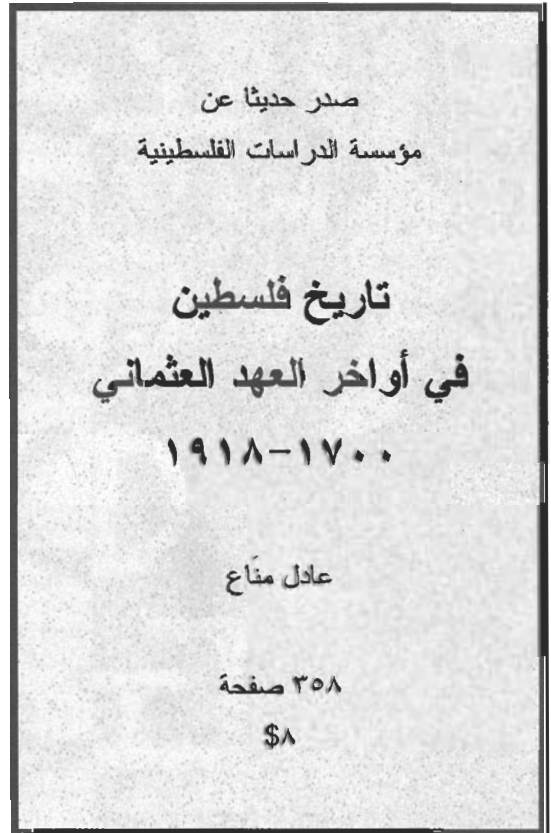 صدر حديثا عن
مؤسسة الدراسات الفلسطينية
تاريخ فلسطين
في أواخر العهد العثماني
١٧٠٠-١٩١٨
عادل منَاع
٣٥٨ صفحة
٨$